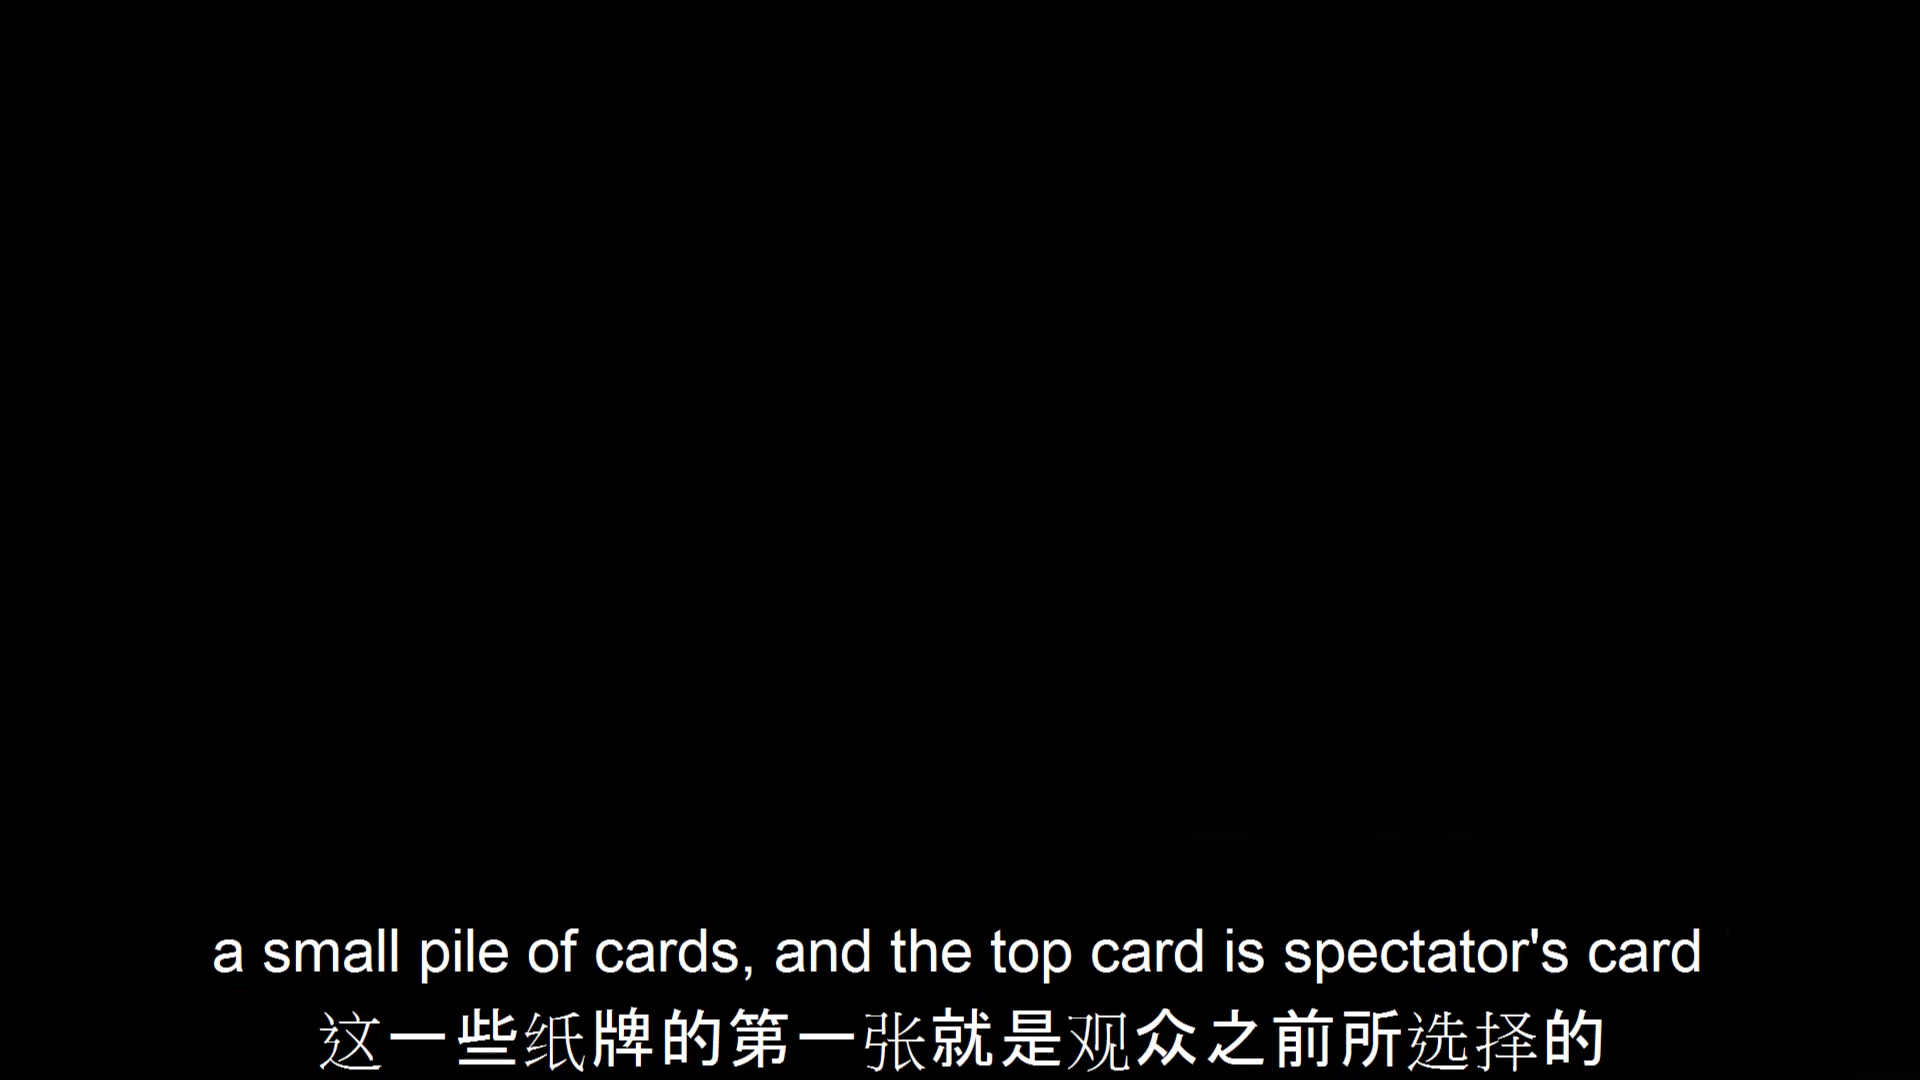 a small pile of cards, and the top card is spectator's card
这一些纸牌的第一张就是观众之前所选择的